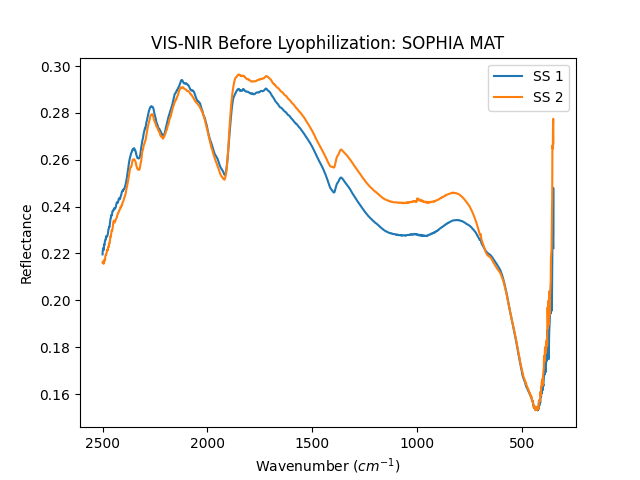 VIS-NIR Before Lyophilization: SOPHIA MAT
SS 1
SS 2
0.30
0.28
0.26
0.24
0.22
0.20
0.18
0.16
Reflectance
2500 2000 1500 1000 500
Wavenumber (cm⁻¹)